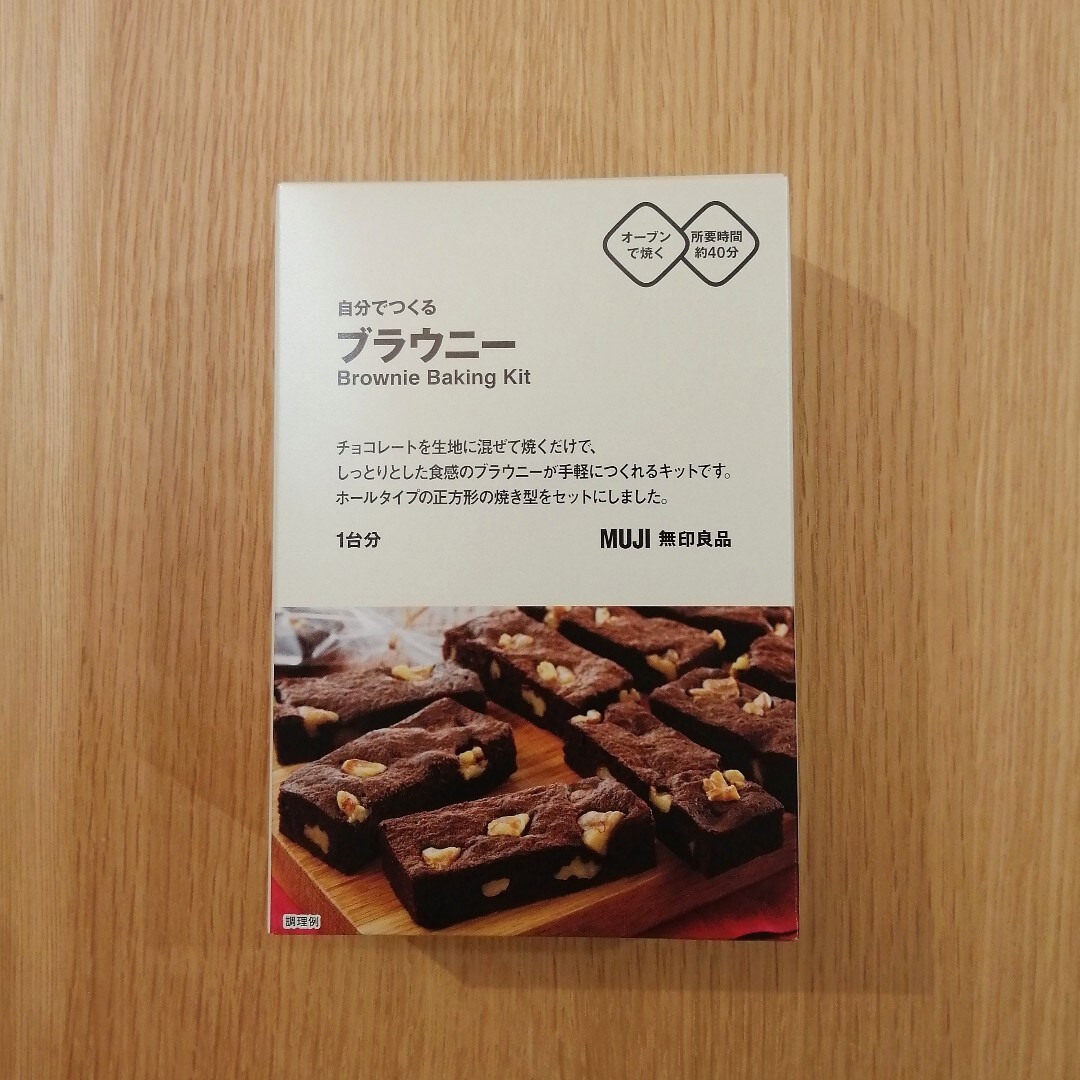 オーブン
で焼く
所要時間
約40分
自分でつくる
ブラウニー
Brownie Baking Kit
チョコレートを生地に混ぜて焼くだけで、
しっとりとした食感のブラウニーが手軽につくれるキットです。
ホールタイプの正方形の焼き型をセットにしました。
1台分
MUJI 無印良品
調理例